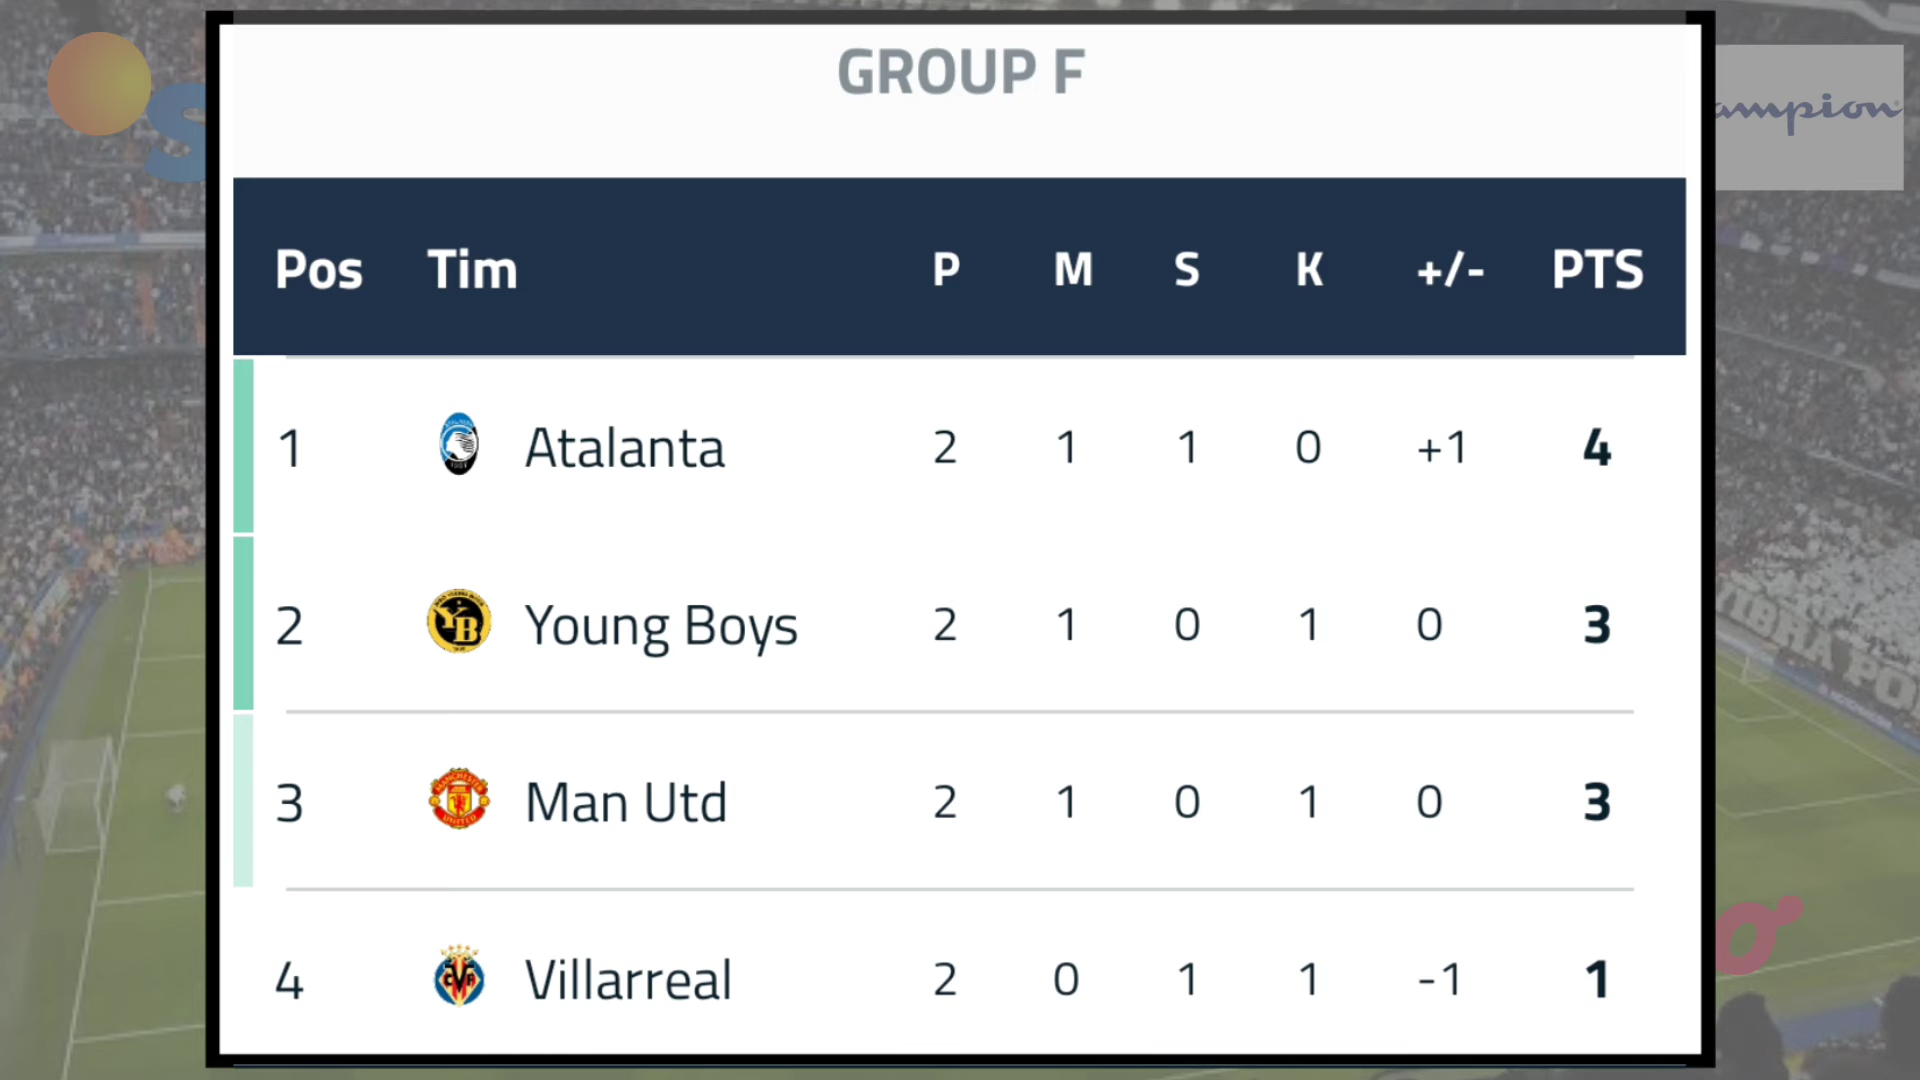 GROUP F
Pos Tim P M S K +/- PTS
1 Atalanta 2 1 1 0 +1 4
2 Young Boys 2 1 0 1 0 3
3 Man Utd 2 1 0 1 0 3
4 Villarreal 2 0 1 1 -1 1